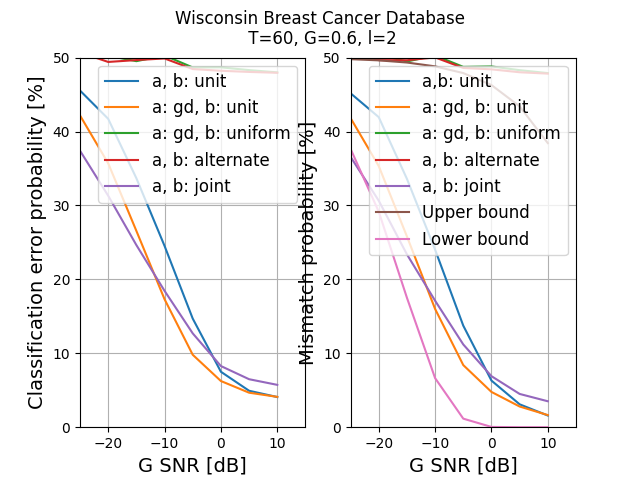 Wisconsin Breast Cancer Database
T=60, G=0.6, l=2
Classification error probability [%]
50
40
30
20
10
0
−20
−10
0
10
G SNR [dB]
a, b: unit
a: gd, b: unit
a: gd, b: uniform
a, b: alternate
a, b: joint
Mismatch probability [%]
50
40
30
20
10
0
−20
−10
0
10
G SNR [dB]
a,b: unit
a: gd, b: unit
a: gd, b: uniform
a, b: alternate
a, b: joint
Upper bound
Lower bound